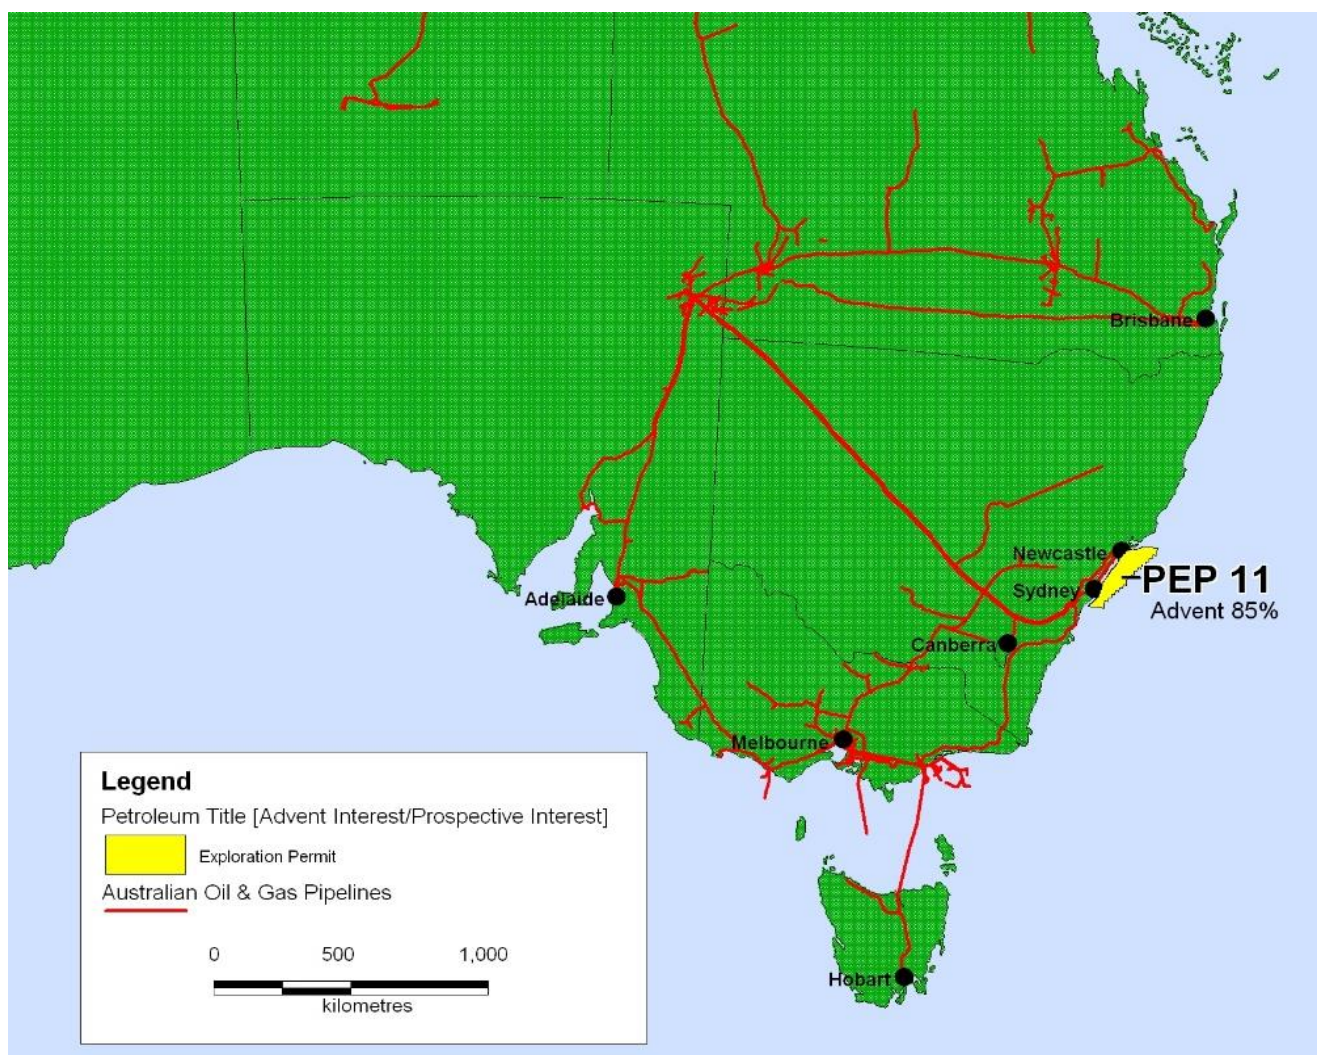 Brisbane
Newcastle
PEP 11
Sydney
Advent 85%
Adelaide
Canberra
Melbourne
Legend
Petroleum Title [Advent Interest/Prospective Interest]
Exploration Permit
Australian Oil & Gas Pipelines
0 500 1,000
kilometres
Hobart